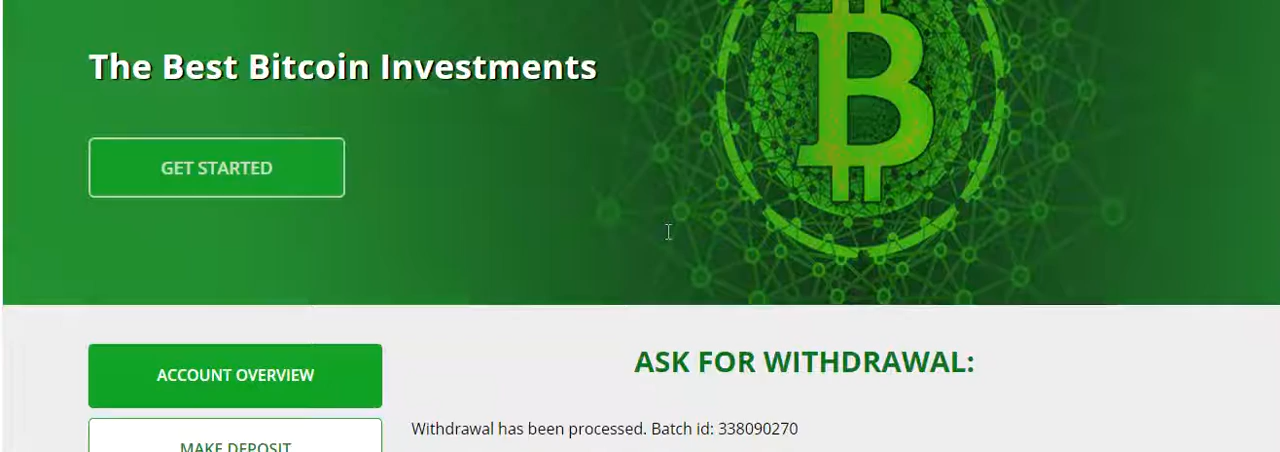 The Best Bitcoin Investments
GET STARTED
ACCOUNT OVERVIEW
ASK FOR WITHDRAWAL:
Withdrawal has been processed. Batch id: 338090270
MAKE DEPOSIT